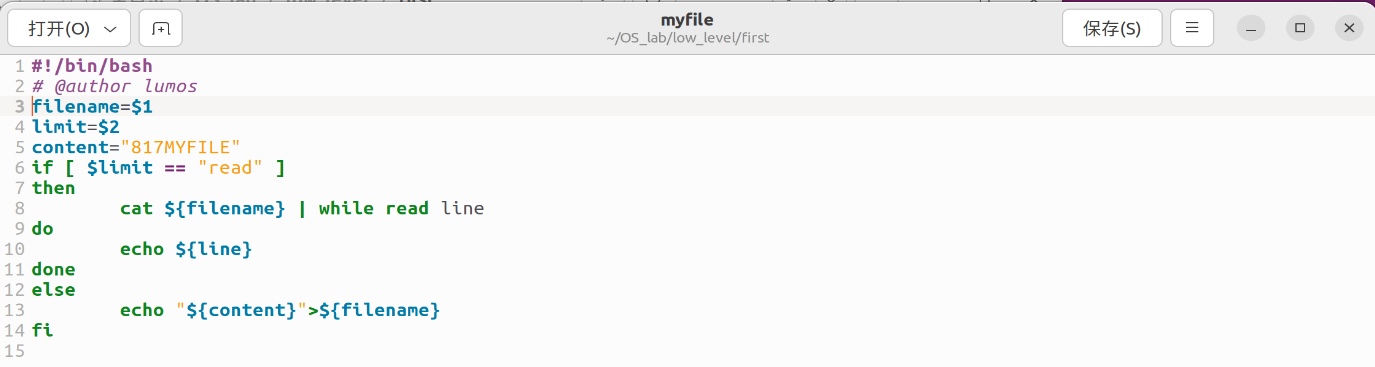 打开(O)
myfile
~/OS_lab/low_level/first
保存(S)
1 #!/bin/bash
2 # @author lumos
3 filename=$1
4 limit=$2
5 content="817MYFILE"
6 if [ $limit == "read" ]
7 then
8         cat ${filename} | while read line
9 do
10         echo ${line}
11 done
12 else
13         echo "${content}">${filename}
14 fi
15